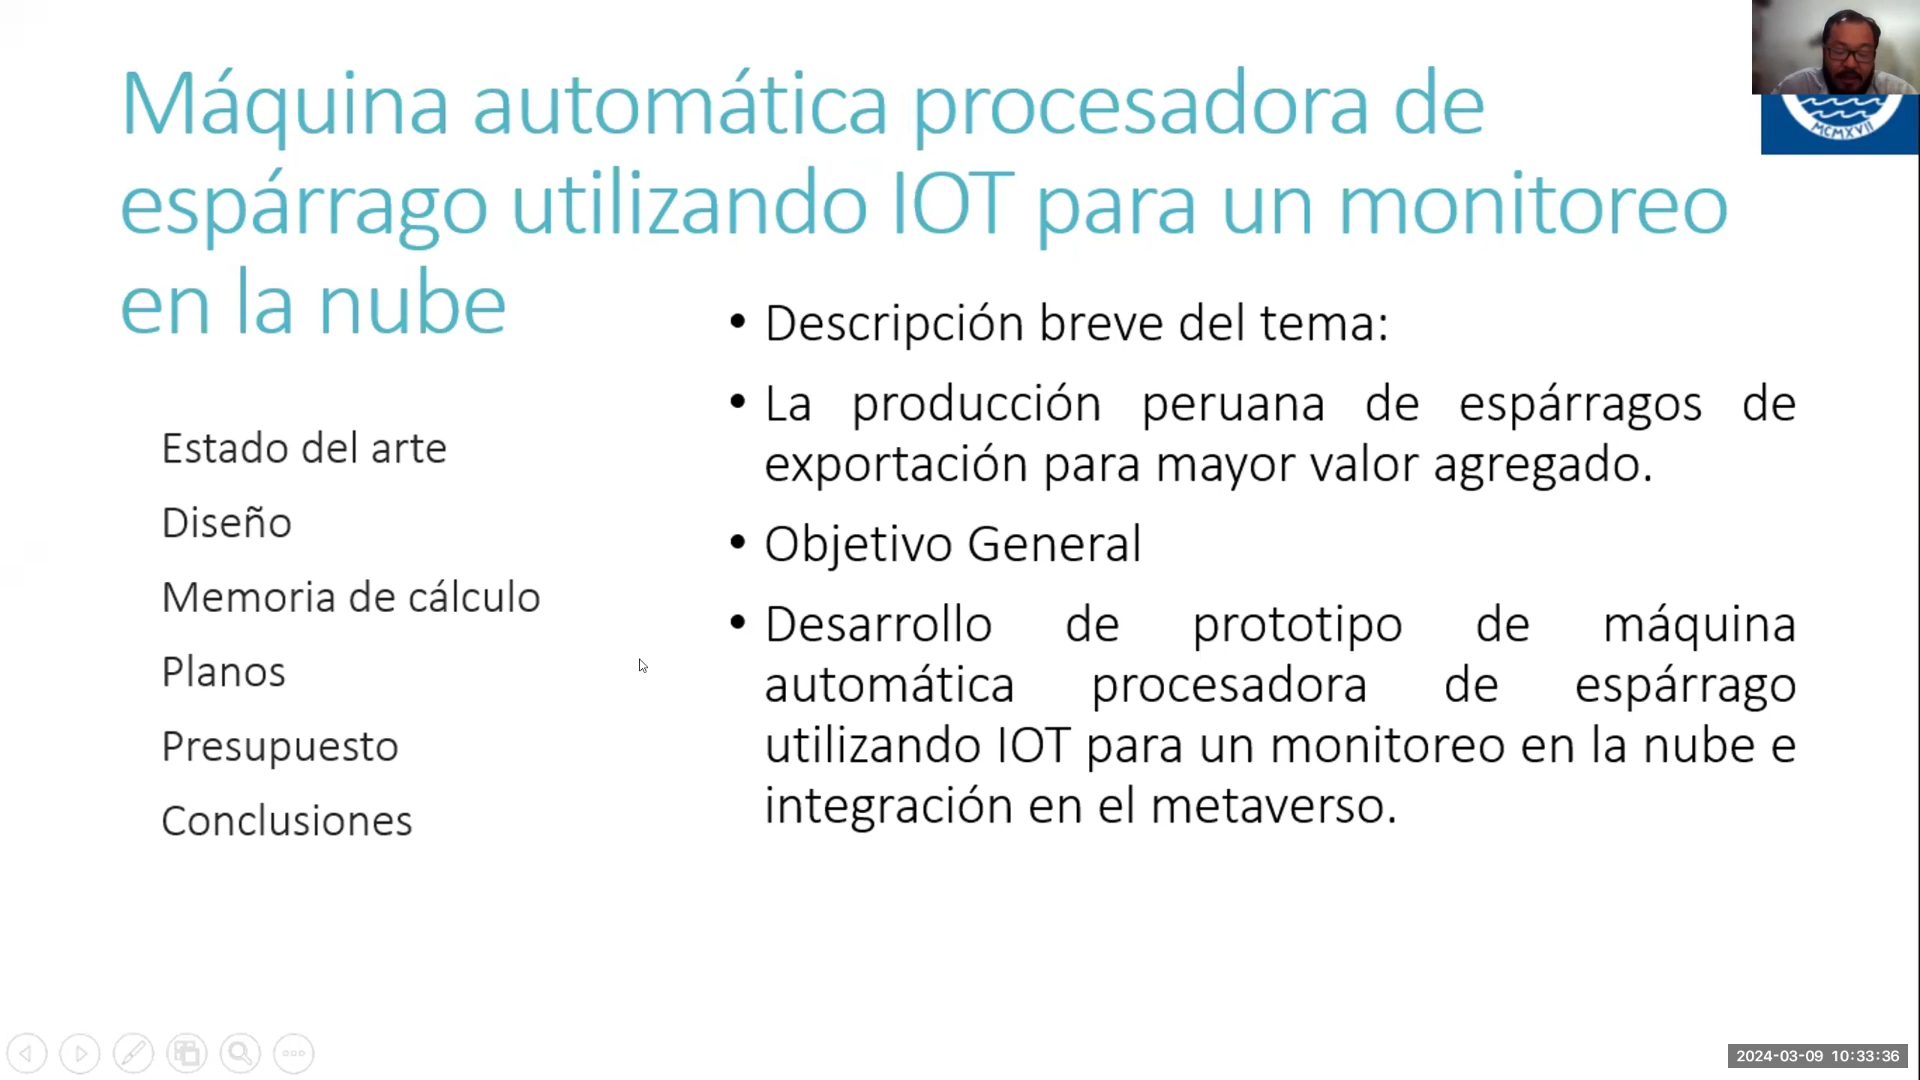 Máquina automática procesadora de
espárrago utilizando IOT para un monitoreo
en la nube
Estado del arte
Diseño
Memoria de cálculo
Planos
Presupuesto
Conclusiones
• Descripción breve del tema:
• La producción peruana de espárragos de
exportación para mayor valor agregado.
• Objetivo General
• Desarrollo de prototipo de máquina
automática procesadora de espárrago
utilizando IOT para un monitoreo en la nube e
integración en el metaverso.
MCMXVII
2024-03-09 10:33:36